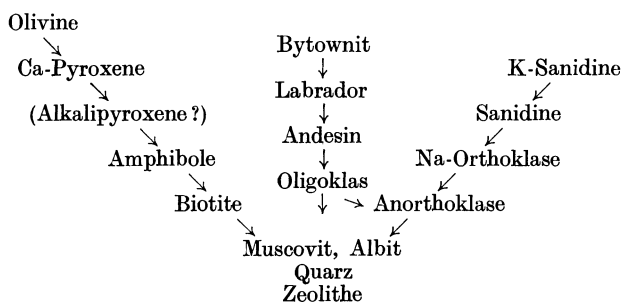 Olivine
Bytownit
Ca-Pyroxene
K-Sanidine
Labrador
(Alkalipyroxene?)
Sanidine
Andesin
Amphibole
Na-Orthoklase
Oligoklas
Biotite
Anorthoklase
Muscovit, Albit
Quarz
Zeolithe